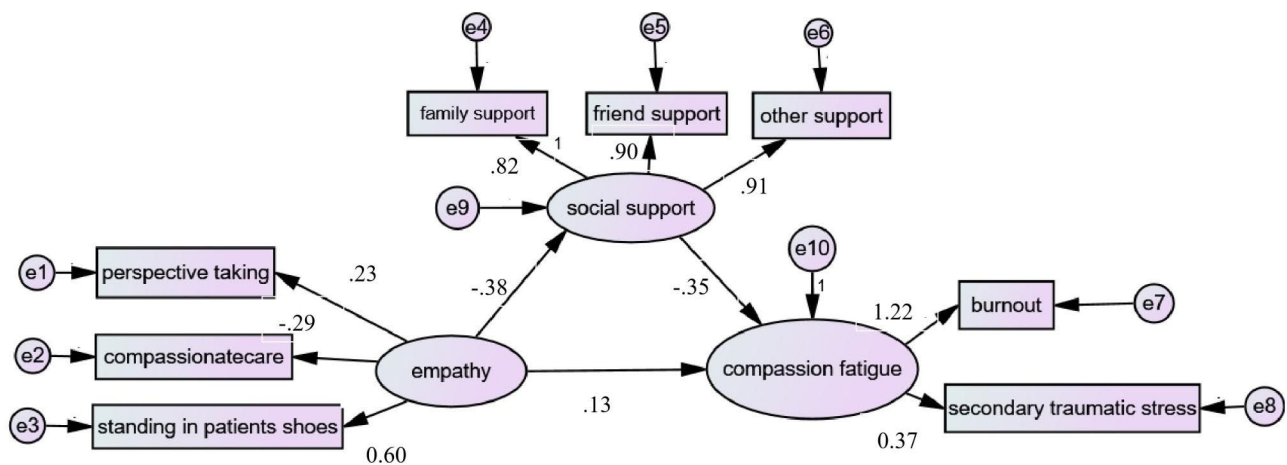 e4
e5
e6
family support
friend support
other support
1
.82
.90
.91
e9
social support
e10
e1
perspective taking
.23
-.38
-.35
1
1.22
burnout
e7
-.29
e2
compassionatecare
empathy
compassion fatigue
.13
e3
standing in patients shoes
0.60
secondary traumatic stress
e8
0.37